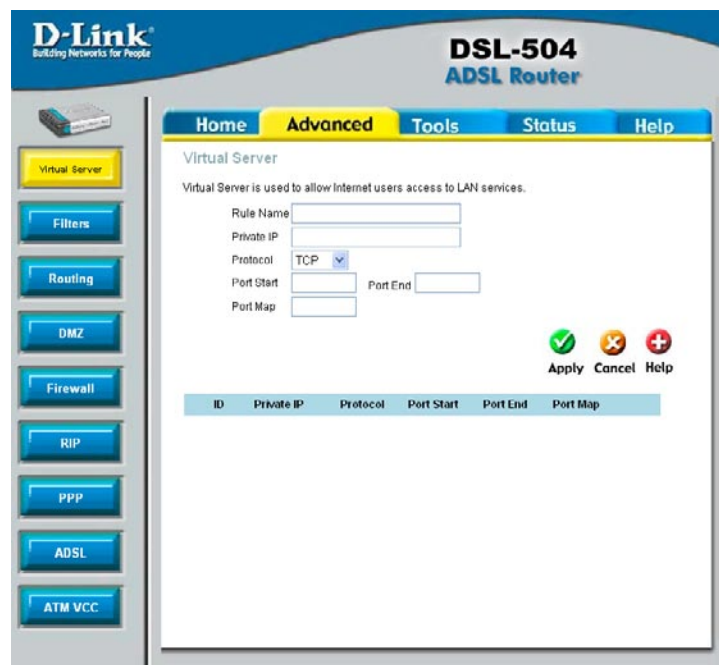 D-Link
Building Networks for People
DSL-504
ADSL Router
Home Advanced Tools Status Help
Virtual Server
Filters
Routing
DMZ
Firewall
RIP
PPP
ADSL
ATM VCC
Virtual Server
Virtual Server is used to allow Internet users access to LAN services.
Rule Name
Private IP
Protocol TCP
Port Start Port End
Port Map
Apply Cancel Help
ID Private IP Protocol Port Start Port End Port Map